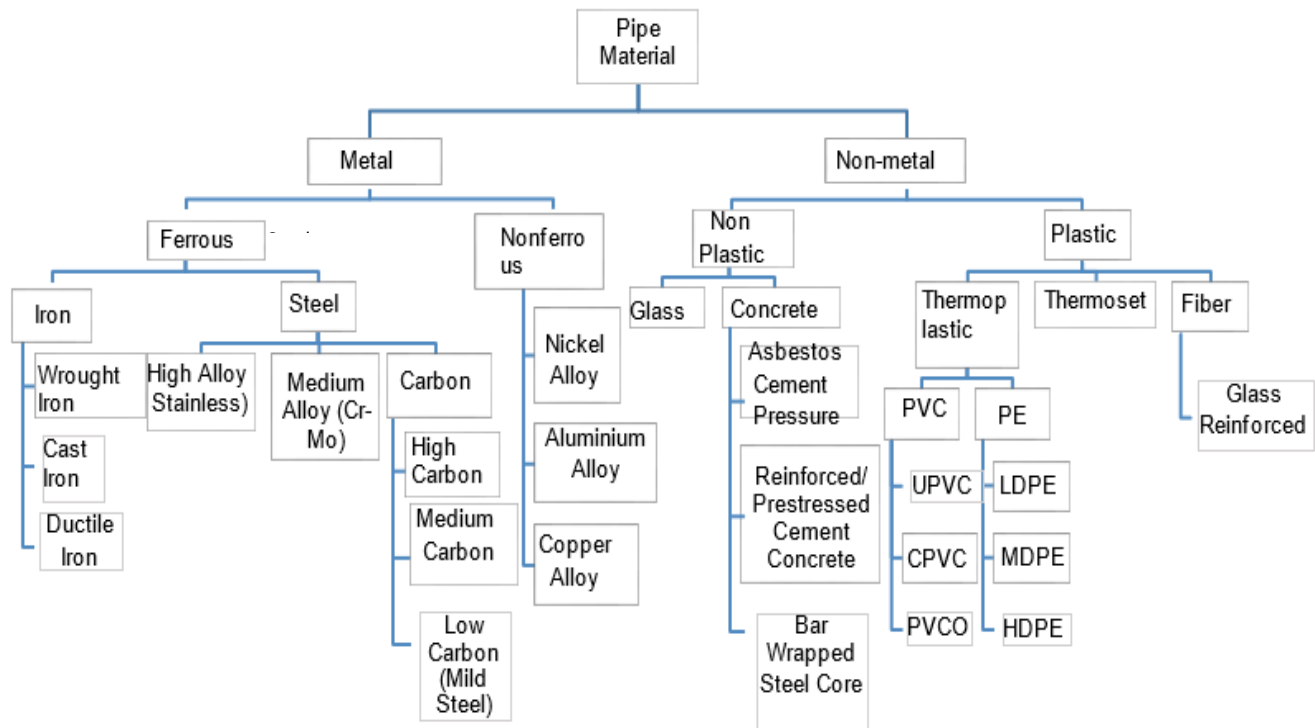 Pipe
Material
Metal
Non-metal
Ferrous
Nonferro
us
Non
Plastic
Plastic
Iron
Steel
Glass
Concrete
Thermop
lastic
Thermoset
Fiber
Wrought
Iron
High Alloy
Stainless)
Medium
Alloy (Cr-
Mo)
Carbon
Nickel
Alloy
Asbestos
Cement
Pressure
PVC
PE
Glass
Reinforced
Cast
Iron
High
Carbon
Aluminium
Alloy
Reinforced/
Prestressed
Cement
Concrete
UPVC
LDPE
Ductile
Iron
Medium
Carbon
Copper
Alloy
CPVC
MDPE
Low
Carbon
(Mild
Steel)
Bar
Wrapped
Steel Core
PVCO
HDPE